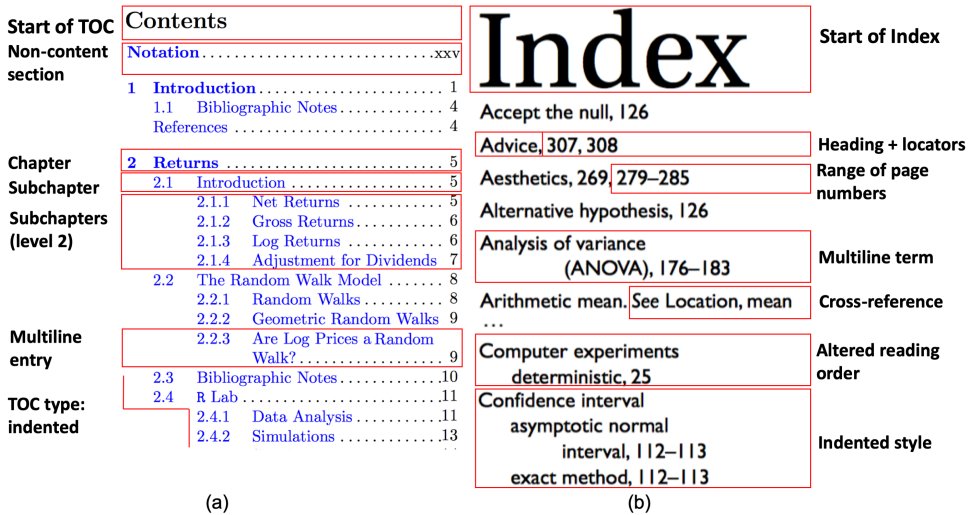 Start of TOC
Non-content
section
Chapter
Subchapter
Subchapters
(level 2)
Multiline
entry
TOC type:
indented
Contents
Notation . . . . . . . . . . . . . . . . . . . . . . . . . . . . . . . xxv
1 Introduction . . . . . . . . . . . . . . . . . . . . . . . . 1
1.1 Bibliographic Notes . . . . . . . . . . . . . 4
References . . . . . . . . . . . . . . . . . . . . . . . . . 4
2 Returns . . . . . . . . . . . . . . . . . . . . . . . . . . . . 5
2.1 Introduction . . . . . . . . . . . . . . . . . . 5
2.1.1 Net Returns . . . . . . . . . . . . . 5
2.1.2 Gross Returns . . . . . . . . . . . 6
2.1.3 Log Returns . . . . . . . . . . . . . 6
2.1.4 Adjustment for Dividends 7
2.2 The Random Walk Model . . . . . . . 8
2.2.1 Random Walks . . . . . . . . . . 8
2.2.2 Geometric Random Walks 9
2.2.3 Are Log Prices a Random
Walk? . . . . . . . . . . . . . . . . . . 9
2.3 Bibliographic Notes . . . . . . . . . . . . . 10
2.4 R Lab . . . . . . . . . . . . . . . . . . . . . . . . 11
2.4.1 Data Analysis . . . . . . . . . . . 11
2.4.2 Simulations . . . . . . . . . . . . . 13
(a)
Index
Accept the null, 126
Advice, 307, 308
Aesthetics, 269, 279–285
Alternative hypothesis, 126
Analysis of variance
(ANOVA), 176–183
Arithmetic mean. See Location, mean
...
Computer experiments
deterministic, 25
Confidence interval
asymptotic normal
interval, 112–113
exact method, 112–113
(b)
Start of Index
Heading + locators
Range of page
numbers
Multiline term
Cross-reference
Altered reading
order
Indented style